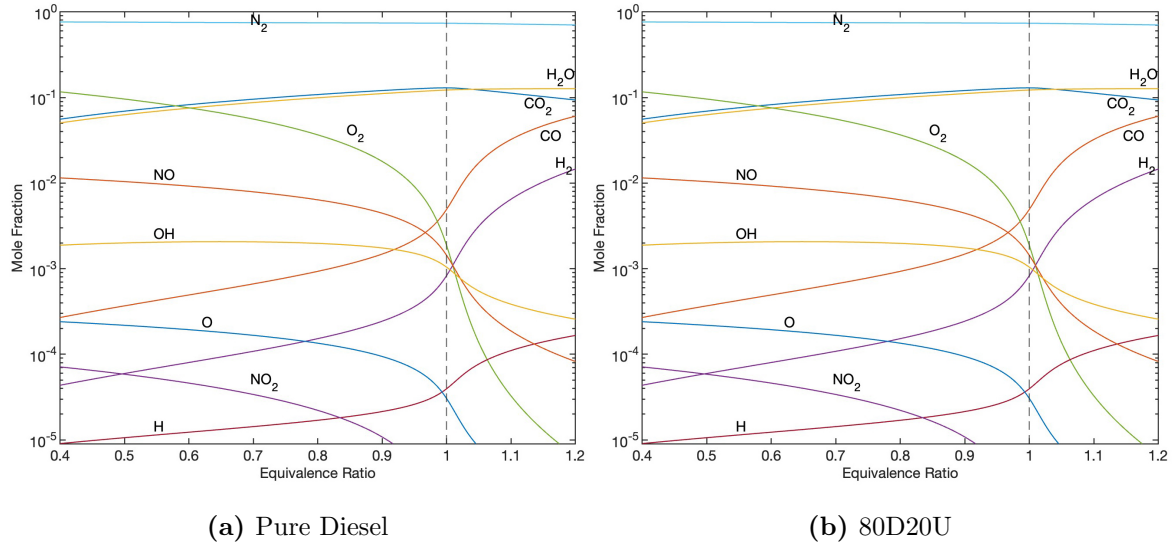 10^0
10^-1
10^-2
10^-3
10^-4
10^-5
Mole Fraction
N₂
H₂O
CO₂
O₂
CO
NO
H₂
OH
O
NO₂
H
0.4 0.5 0.6 0.7 0.8 0.9 1 1.1 1.2
Equivalence Ratio
(a) Pure Diesel
10^0
10^-1
10^-2
10^-3
10^-4
10^-5
Mole Fraction
N₂
H₂O
CO₂
O₂
CO
NO
H₂
OH
O
NO₂
H
0.4 0.5 0.6 0.7 0.8 0.9 1 1.1 1.2
Equivalence Ratio
(b) 80D20U